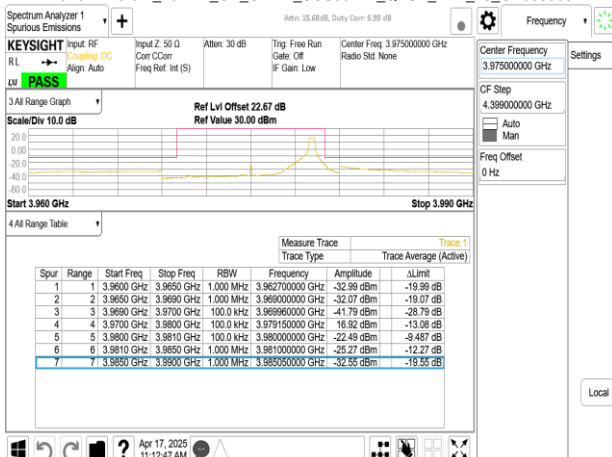 Spectrum Analyzer 1
Spurious Emissions
+
Attn: 15.68dB, Duty Corr: 6.99 dB
Frequency
KEYSIGHT
RL
PASS
Input: RF
Coupling: DC
Align: Auto
Input Z: 50 Ω
Corr CCorr
Freq Ref: Int (S)
Atten: 30 dB
Trig: Free Run
Gate: Off
IF Gain: Low
Center Freq: 3.975000000 GHz
Radio Std: None
Center Frequency
3.975000000 GHz
Settings
CF Step
4.399000000 GHz
Auto
Man
Freq Offset
0 Hz
3 All Range Graph
Scale/Div 10.0 dB
Ref Lvl Offset 22.67 dB
Ref Value 30.00 dBm
20.0
0.00
-20.0
-40.0
-60.0
Start 3.960 GHz
Stop 3.990 GHz
4 All Range Table
Measure Trace Trace 1
Trace Type Trace Average (Active)
Spur Range Start Freq Stop Freq RBW Frequency Amplitude ΔLimit
1 1 3.9600 GHz 3.9650 GHz 1.000 MHz 3.962700000 GHz -32.99 dBm -19.99 dB
2 2 3.9650 GHz 3.9690 GHz 1.000 MHz 3.969000000 GHz -32.07 dBm -19.07 dB
3 3 3.9690 GHz 3.9700 GHz 100.0 kHz 3.969960000 GHz -41.79 dBm -28.79 dB
4 4 3.9700 GHz 3.9800 GHz 100.0 kHz 3.979150000 GHz 16.92 dBm -13.08 dB
5 5 3.9800 GHz 3.9810 GHz 100.0 kHz 3.980000000 GHz -22.49 dBm -9.487 dB
6 6 3.9810 GHz 3.9850 GHz 1.000 MHz 3.981000000 GHz -25.27 dBm -12.27 dB
7 7 3.9850 GHz 3.9900 GHz 1.000 MHz 3.985050000 GHz -32.55 dBm -19.55 dB
Local
?
Apr 17, 2025
11:12:47 AM